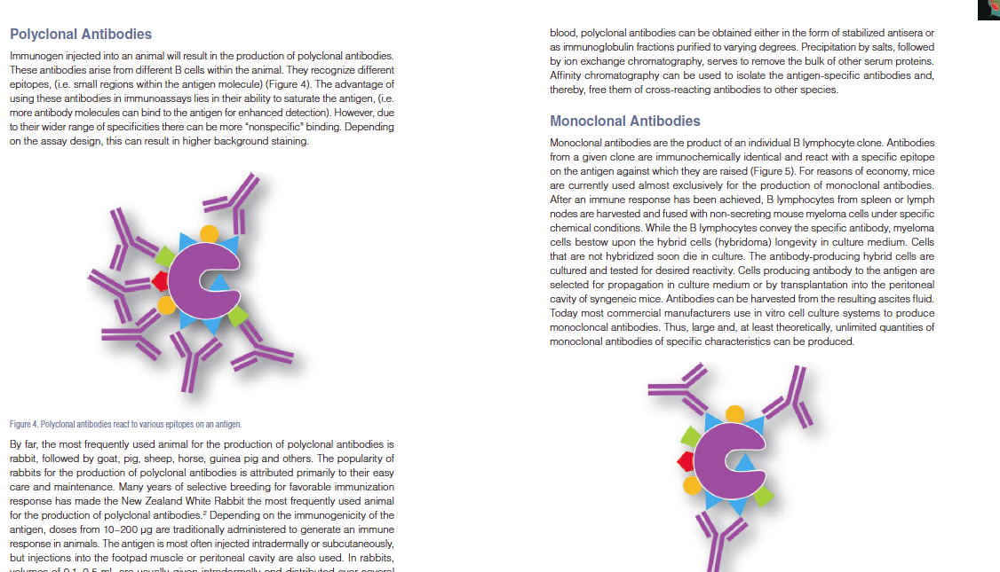 Polyclonal Antibodies
Immunogen injected into an animal will result in the production of polyclonal antibodies.
These antibodies arise from different B cells within the animal. They recognize different
epitopes, (i.e. small regions within the antigen molecule) (Figure 4). The advantage of
using these antibodies in immunoassays lies in their ability to saturate the antigen, (i.e.
more antibody molecules can bind to the antigen for enhanced detection). However, due
to their wider range of specificities there can be more "nonspecific" binding. Depending
on the assay design, this can result in higher background staining.
Figure 4. Polyclonal antibodies react to various epitopes on an antigen.
By far, the most frequently used animal for the production of polyclonal antibodies is
rabbit, followed by goat, pig, sheep, horse, guinea pig and others. The popularity of
rabbits for the production of polyclonal antibodies is attributed primarily to their easy
care and maintenance. Many years of selective breeding for favorable immunization
response has made the New Zealand White Rabbit the most frequently used animal
for the production of polyclonal antibodies.² Depending on the immunogenicity of the
antigen, doses from 10–200 µg are traditionally administered to generate an immune
response in animals. The antigen is most often injected intradermally or subcutaneously,
but injections into the footpad muscle or peritoneal cavity are also used. In rabbits,
volumes of 0.1–0.5 mL are usually given intradermally and distributed over several
blood, polyclonal antibodies can be obtained either in the form of stabilized antisera or
as immunoglobulin fractions purified to varying degrees. Precipitation by salts, followed
by ion exchange chromatography, serves to remove the bulk of other serum proteins.
Affinity chromatography can be used to isolate the antigen-specific antibodies and,
thereby, free them of cross-reacting antibodies to other species.
Monoclonal Antibodies
Monoclonal antibodies are the product of an individual B lymphocyte clone. Antibodies
from a given clone are immunochemically identical and react with a specific epitope
on the antigen against which they are raised (Figure 5). For reasons of economy, mice
are currently used almost exclusively for the production of monoclonal antibodies.
After an immune response has been achieved, B lymphocytes from spleen or lymph
nodes are harvested and fused with non-secreting mouse myeloma cells under specific
chemical conditions. While the B lymphocytes convey the specific antibody, myeloma
cells bestow upon the hybrid cells (hybridoma) longevity in culture medium. Cells
that are not hybridized soon die in culture. The antibody-producing hybrid cells are
cultured and tested for desired reactivity. Cells producing antibody to the antigen are
selected for propagation in culture medium or by transplantation into the peritoneal
cavity of syngeneic mice. Antibodies can be harvested from the resulting ascites fluid.
Today most commercial manufacturers use in vitro cell culture systems to produce
monocloncal antibodies. Thus, large and, at least theoretically, unlimited quantities of
monoclonal antibodies of specific characteristics can be produced.